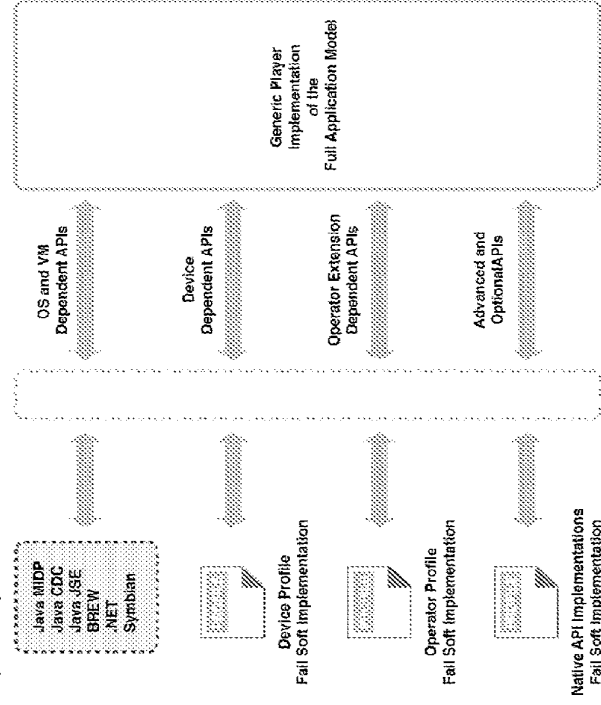 Generic Player
Implementation
of the
Full Application Model
OS and VM
Dependent APIs
Device
Dependent APIs
Operator Extension
Dependent APIs
Advanced and
OptionalAPIs
Java MIDP
Java CDC
Java JSE
BREW
.NET
Symbian
Device Profile
Fail Soft Implementation
Operator Profile
Fail Soft Implementation
Native API Implementations
Fail Soft Implementation